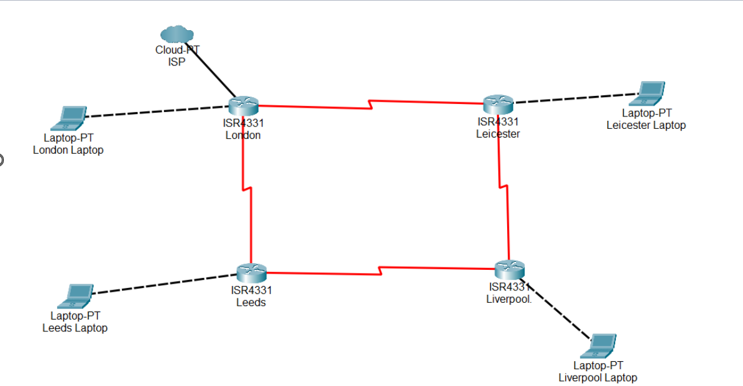 Cloud-PT
ISP
ISR4331
London
ISR4331
Leicester
Laptop-PT
Leicester Laptop
Laptop-PT
London Laptop
ISR4331
Leeds
ISR4331
Liverpool.
Laptop-PT
Leeds Laptop
Laptop-PT
Liverpool Laptop